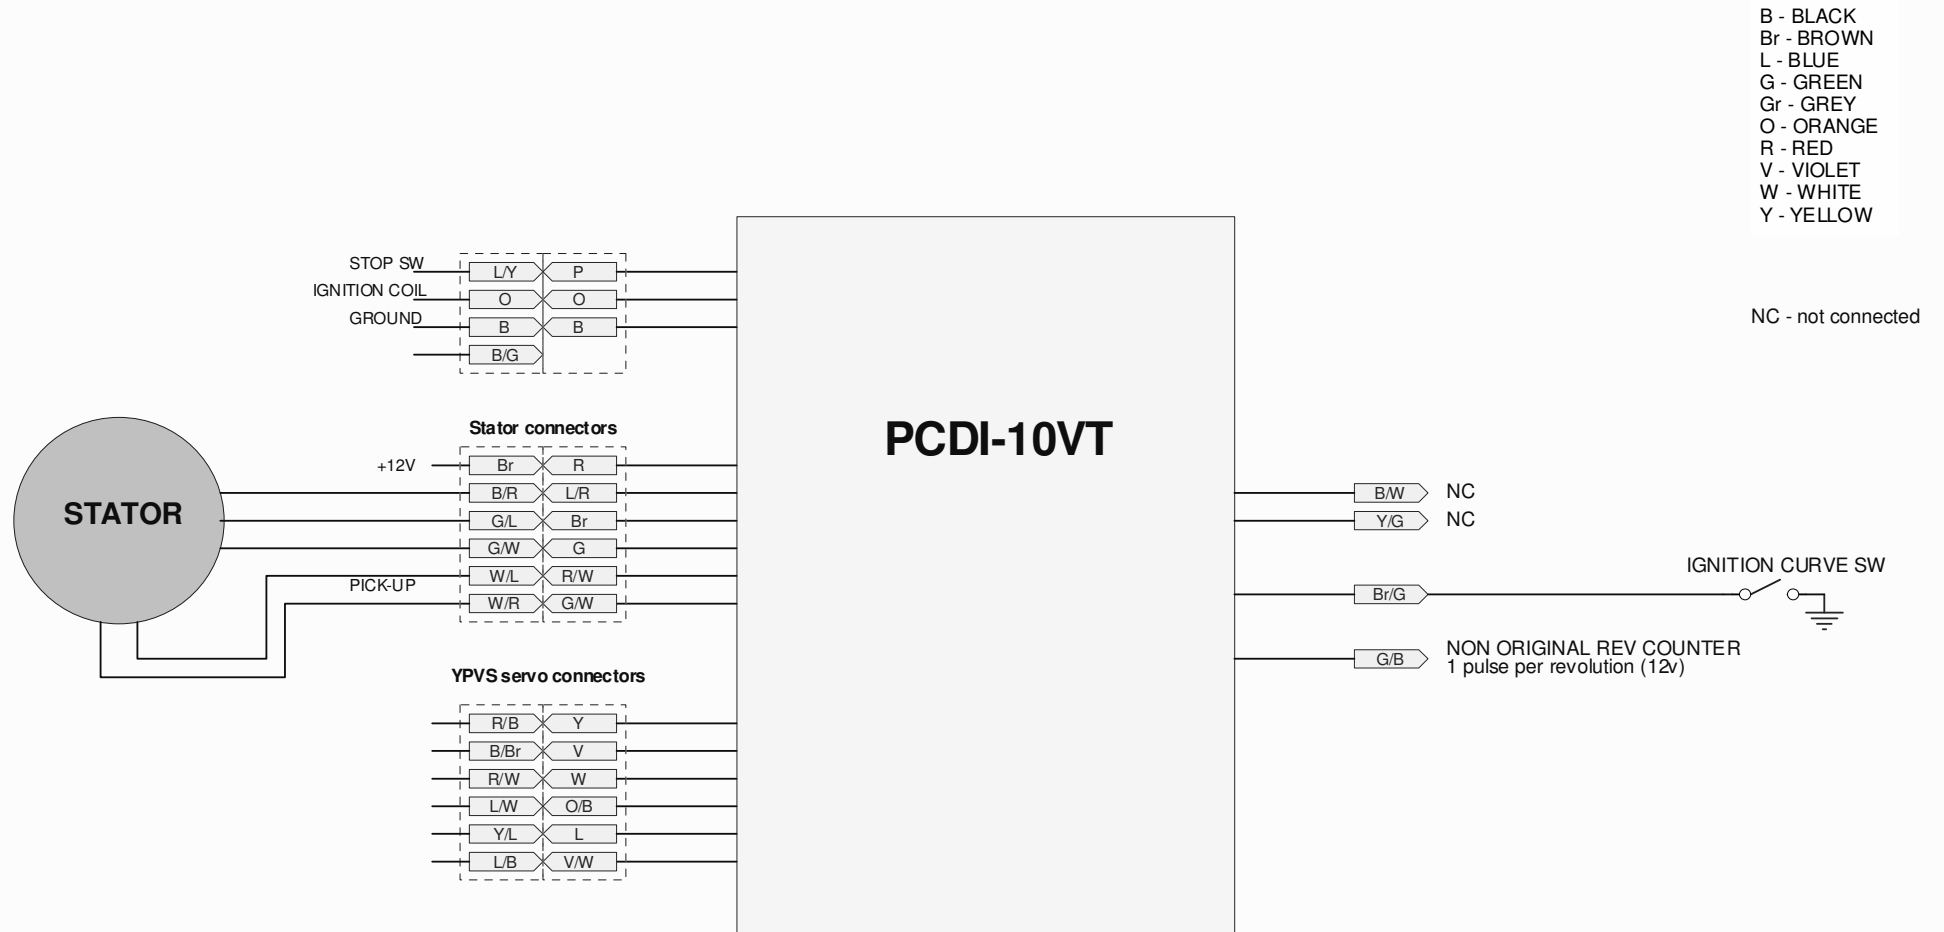 B - BLACK
Br - BROWN
L - BLUE
G - GREEN
Gr - GREY
O - ORANGE
R - RED
V - VIOLET
W - WHITE
Y - YELLOW
NC - not connected
STOP SW L/Y P
IGNITION COIL O O
GROUND B B
B/G
PCDI-10VT
Stator connectors
STATOR
+12V Br R
B/R L/R
G/L Br
G/W G
PICK-UP W/L R/W
W/R G/W
YPVS servo connectors
R/B Y
B/Br V
R/W W
L/W O/B
Y/L L
L/B V/W
B/W NC
Y/G NC
IGNITION CURVE SW
Br/G
G/B NON ORIGINAL REV COUNTER
1 pulse per revolution (12v)